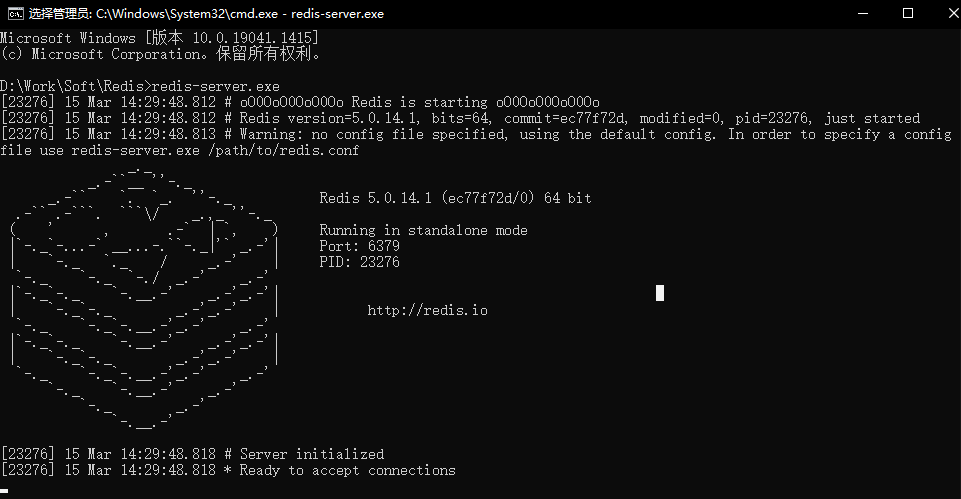 选择管理员: C:\Windows\System32\cmd.exe - redis-server.exe
Microsoft Windows [版本 10.0.19041.1415]
(c) Microsoft Corporation。保留所有权利。
D:\Work\Soft\Redis>redis-server.exe
[23276] 15 Mar 14:29:48.812 # oO0OoO0OoO0Oo Redis is starting oO0OoO0OoO0Oo
[23276] 15 Mar 14:29:48.812 # Redis version=5.0.14.1, bits=64, commit=ec77f72d, modified=0, pid=23276, just started
[23276] 15 Mar 14:29:48.813 # Warning: no config file specified, using the default config. In order to specify a config
file use redis-server.exe /path/to/redis.conf
Redis 5.0.14.1 (ec77f72d/0) 64 bit
Running in standalone mode
Port: 6379
PID: 23276
http://redis.io
[23276] 15 Mar 14:29:48.818 # Server initialized
[23276] 15 Mar 14:29:48.818 * Ready to accept connections